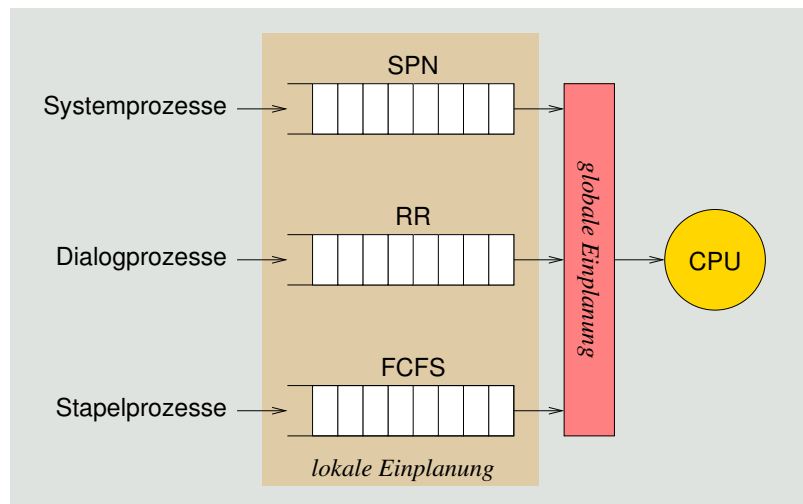 SPN
Systemprozesse
RR
Dialogprozesse
globale Einplanung
CPU
FCFS
Stapelprozesse
lokale Einplanung